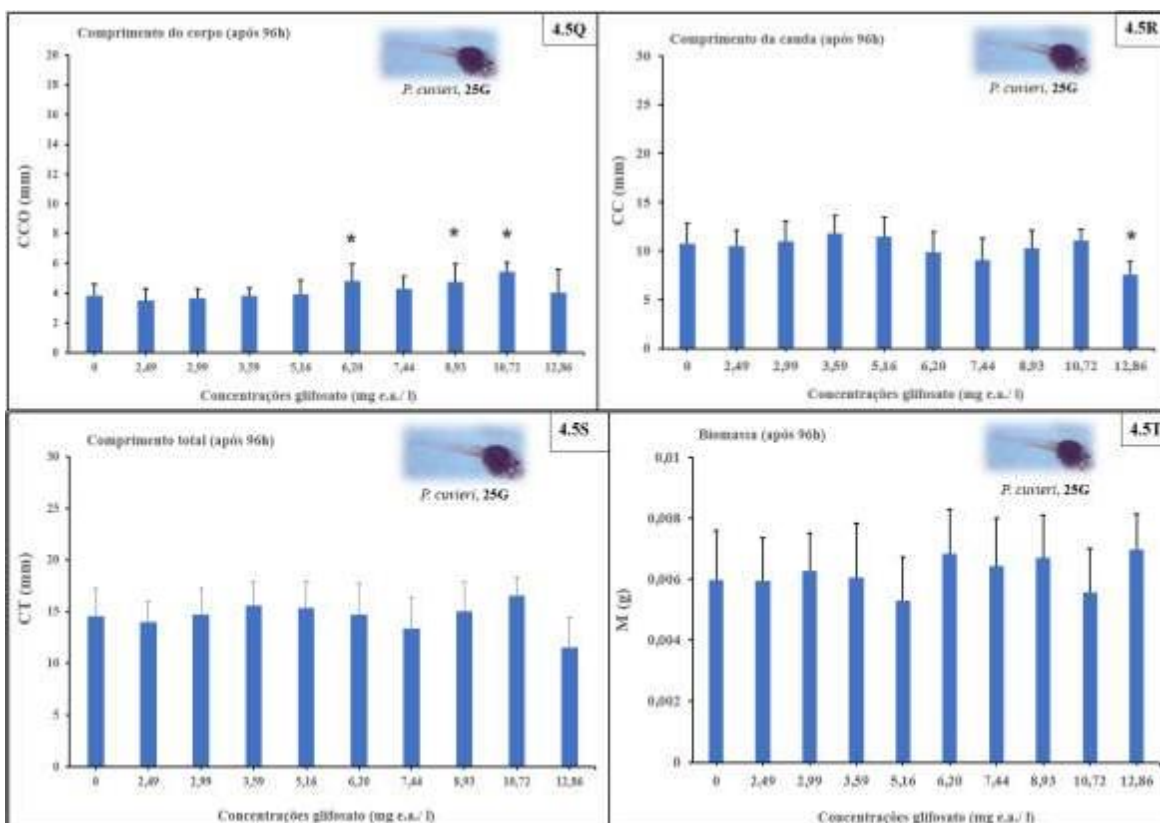 Comprimento do corpo (após 96h)
4.5Q
P. cuvieri, 25G
20
18
16
14
12
10
8
6
4
2
0
CCO (mm)
* * *
0 2,49 2,99 3,59 5,16 6,20 7,44 8,93 10,72 12,86
Concentrações glifosato (mg e.a./ l)
Comprimento da cauda (após 96h)
4.5R
P. cuvieri, 25G
30
25
20
15
10
5
0
CC (mm)
*
0 2,49 2,99 3,59 5,16 6,20 7,44 8,93 10,72 12,86
Concentrações glifosato (mg e.a./ l)
Comprimento total (após 96h)
4.5S
P. cuvieri, 25G
30
25
20
15
10
5
0
CT (mm)
0 2,49 2,99 3,59 5,16 6,20 7,44 8,93 10,72 12,86
Concentrações glifosato (mg e.a./ l)
Biomassa (após 96h)
4.5T
P. cuvieri, 25G
0,01
0,008
0,006
0,004
0,002
0
M (g)
0 2,49 2,99 3,59 5,16 6,20 7,44 8,93 10,72 12,86
Concentrações glifosato (mg e.a./ l)